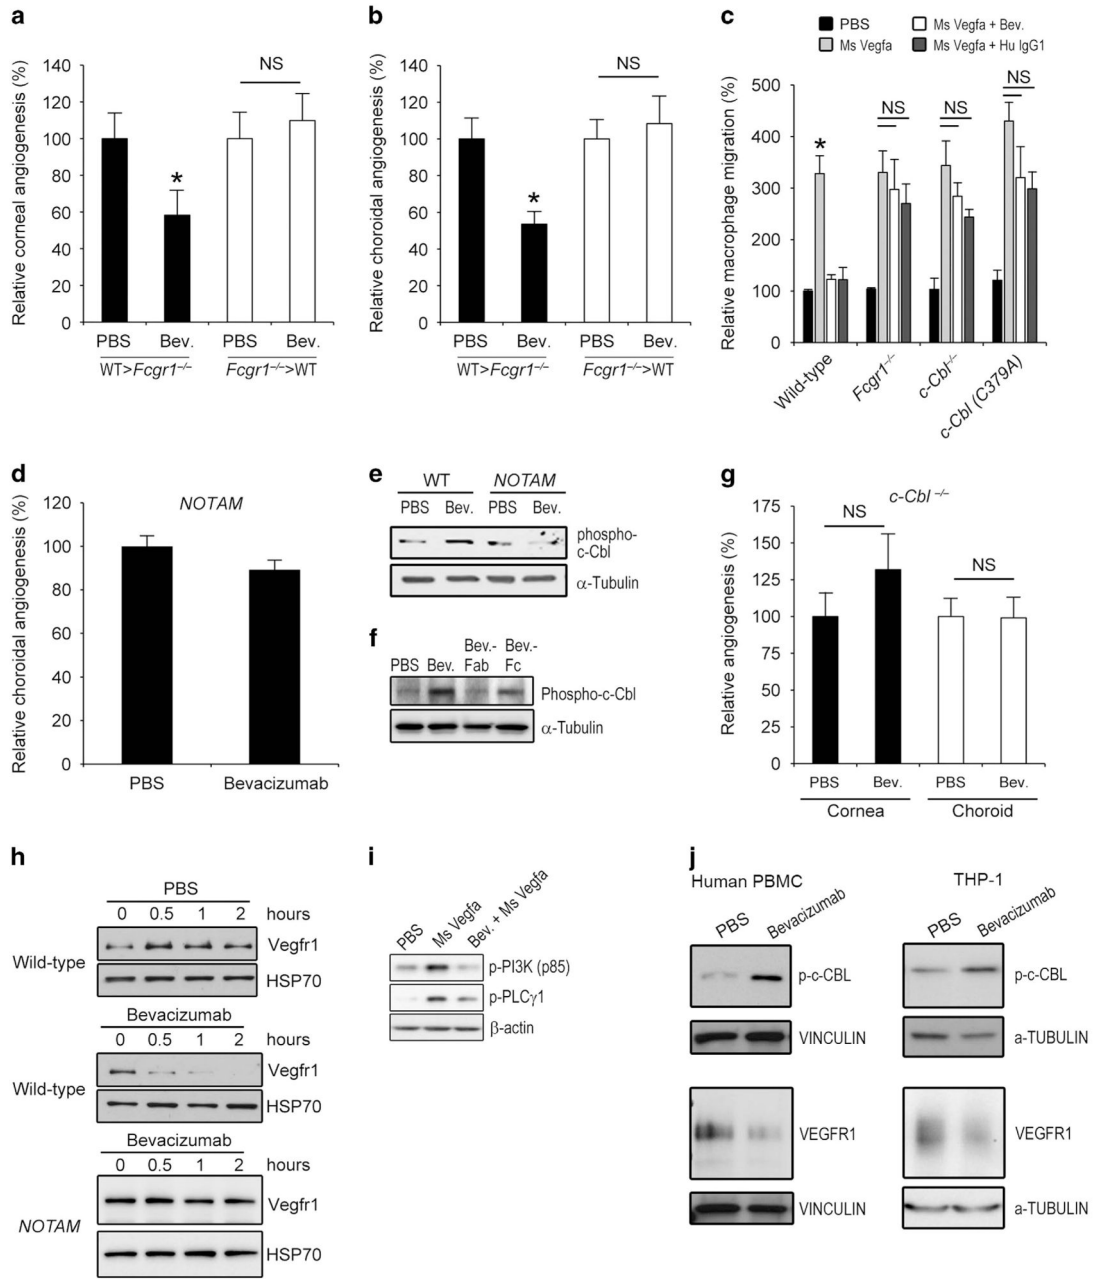 a
Relative corneal angiogenesis (%)
140
120
100
80
60
40
20
0
*
NS
PBS Bev. PBS Bev.
WT>Fcgr1–/– Fcgr1–/–>WT
b
Relative choroidal angiogenesis (%)
140
120
100
80
60
40
20
0
*
NS
PBS Bev. PBS Bev.
WT>Fcgr1–/– Fcgr1–/–>WT
c
PBS Ms Vegfa + Bev.
Ms Vegfa Ms Vegfa + Hu IgG1
Relative macrophage migration (%)
500
400
300
200
100
0
*
NS NS NS
Wild-type Fcgr1–/– c-Cbl–/– c-Cbl (C379A)
d
Relative choroidal angiogenesis (%)
NOTAM
120
100
80
60
40
20
0
PBS Bevacizumab
e
WT NOTAM
PBS Bev. PBS Bev.
phospho-
c-Cbl
α-Tubulin
f
Bev.- Bev.-
PBS Bev. Fab Fc
Phospho-c-Cbl
α-Tubulin
g
c-Cbl –/–
Relative angiogenesis (%)
175
150
125
100
75
50
25
0
NS NS
PBS Bev. PBS Bev.
Cornea Choroid
h
PBS
0 0.5 1 2 hours
Wild-type
Vegfr1
HSP70
Bevacizumab
0 0.5 1 2 hours
Wild-type
Vegfr1
HSP70
Bevacizumab
0 0.5 1 2 hours
Vegfr1
NOTAM
HSP70
i
PBS Ms Vegfa Bev. + Ms Vegfa
p-PI3K (p85)
p-PLCγ1
β-actin
j
Human PBMC
PBS Bevacizumab
p-c-CBL
VINCULIN
VEGFR1
VINCULIN
THP-1
PBS Bevacizumab
p-c-CBL
a-TUBULIN
VEGFR1
a-TUBULIN